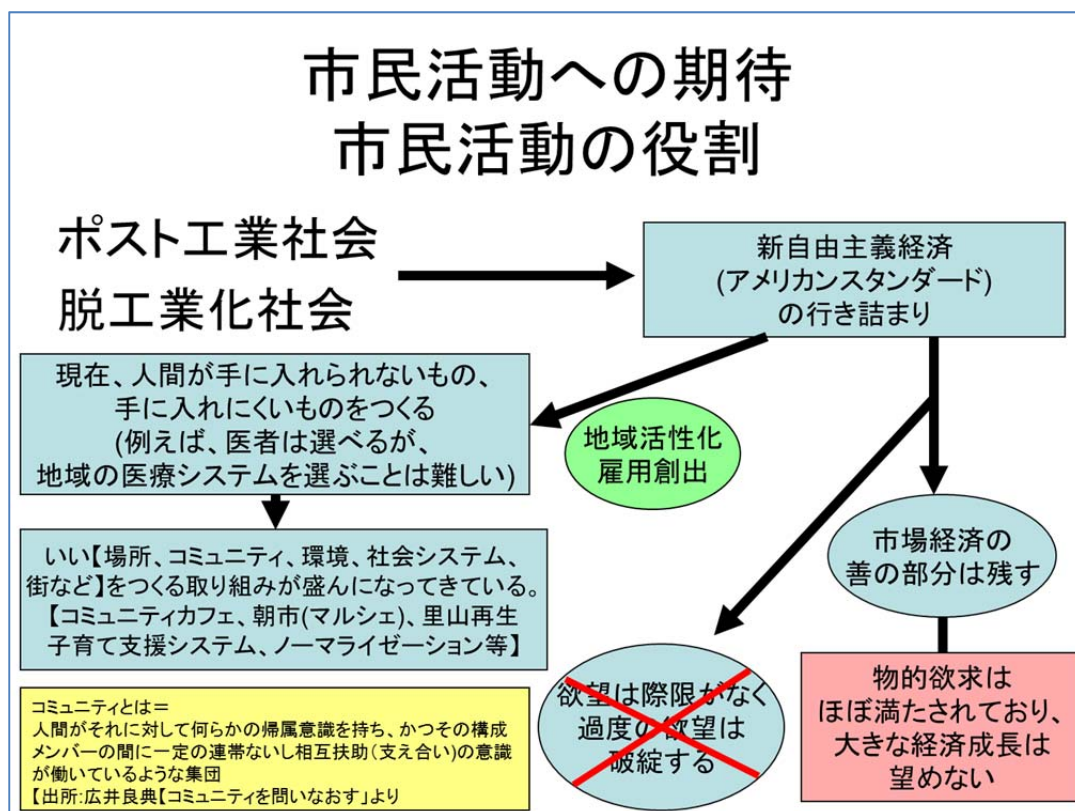 市民活動への期待
市民活動の役割
ポスト工業社会
脱工業化社会
新自由主義経済
(アメリカンスタンダード)
の行き詰まり
現在、人間が手に入れられないもの、
手に入れにくいものをつくる
(例えば、医者は選べるが、
地域の医療システムを選ぶことは難しい)
地域活性化
雇用創出
いい【場所、コミュニティ、環境、社会システム、
街など】をつくる取り組みが盛んになってきている。
【コミュニティカフェ、朝市(マルシェ)、里山再生
子育て支援システム、ノーマライゼーション等】
市場経済の
善の部分は残す
欲望は際限がなく
過度の欲望は
破綻する
物的欲求は
ほぼ満たされており、
大きな経済成長は
望めない
コミュニティとは＝
人間がそれに対して何らかの帰属意識を持ち、かつその構成
メンバーの間に一定の連帯ないし相互扶助(支え合い)の意識
が働いているような集団
【出所:広井良典【コミュニティを問いなおす】より